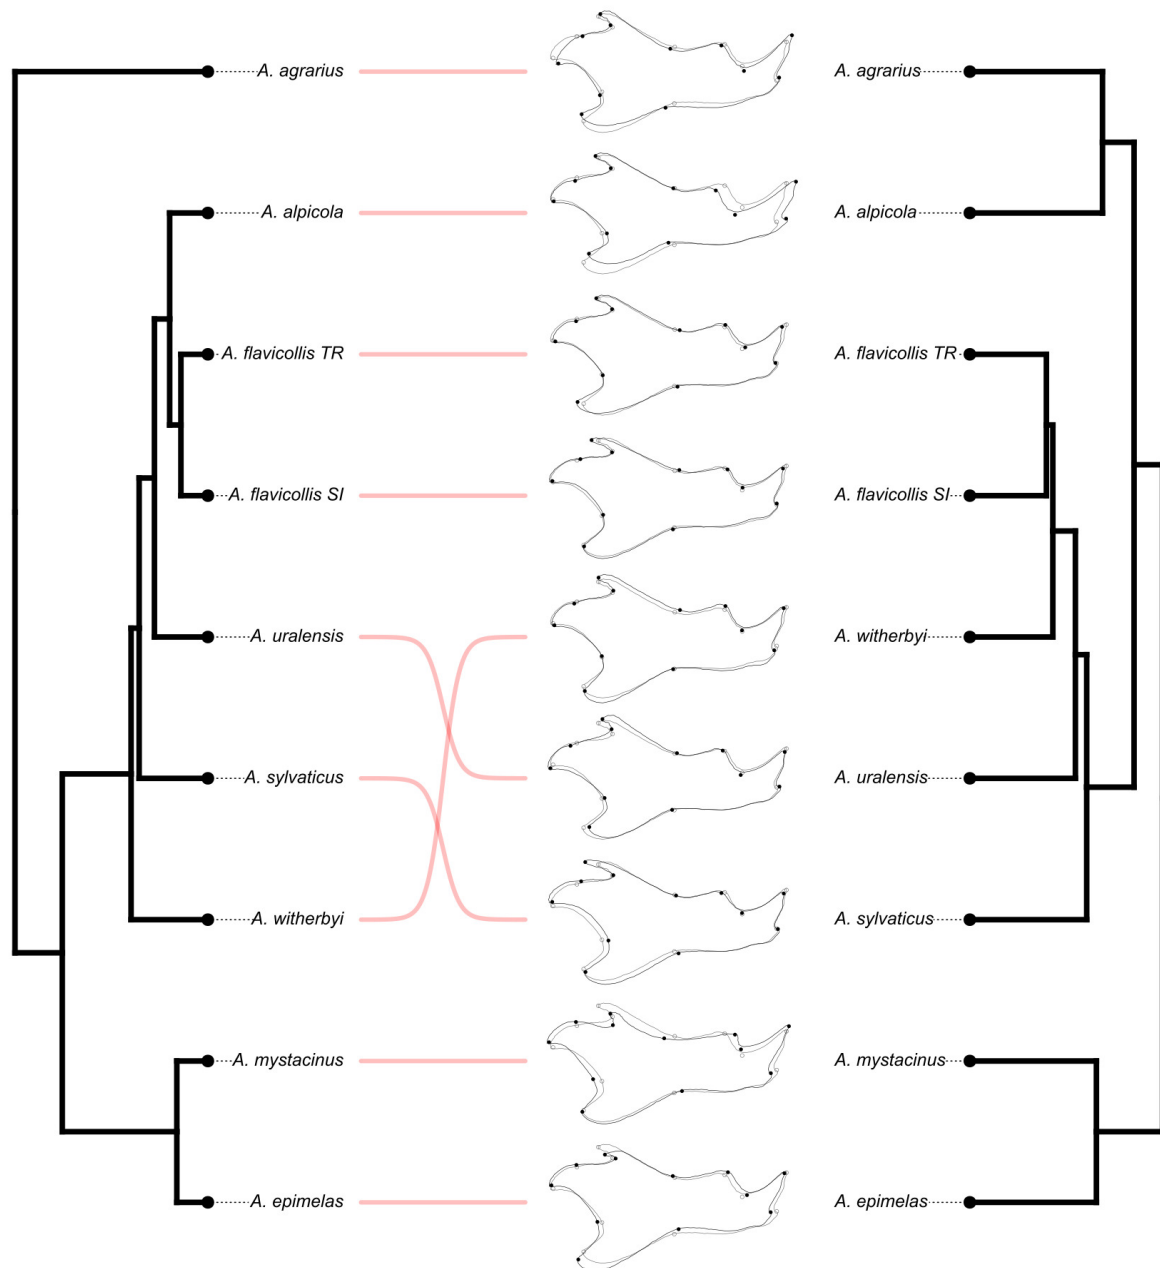 A. agrarius A. agrarius
A. alpicola A. alpicola
A. flavicollis TR A. flavicollis TR
A. flavicollis SI A. flavicollis SI
A. uralensis A. witherbyi
A. sylvaticus A. uralensis
A. witherbyi A. sylvaticus
A. mystacinus A. mystacinus
A. epimelas A. epimelas